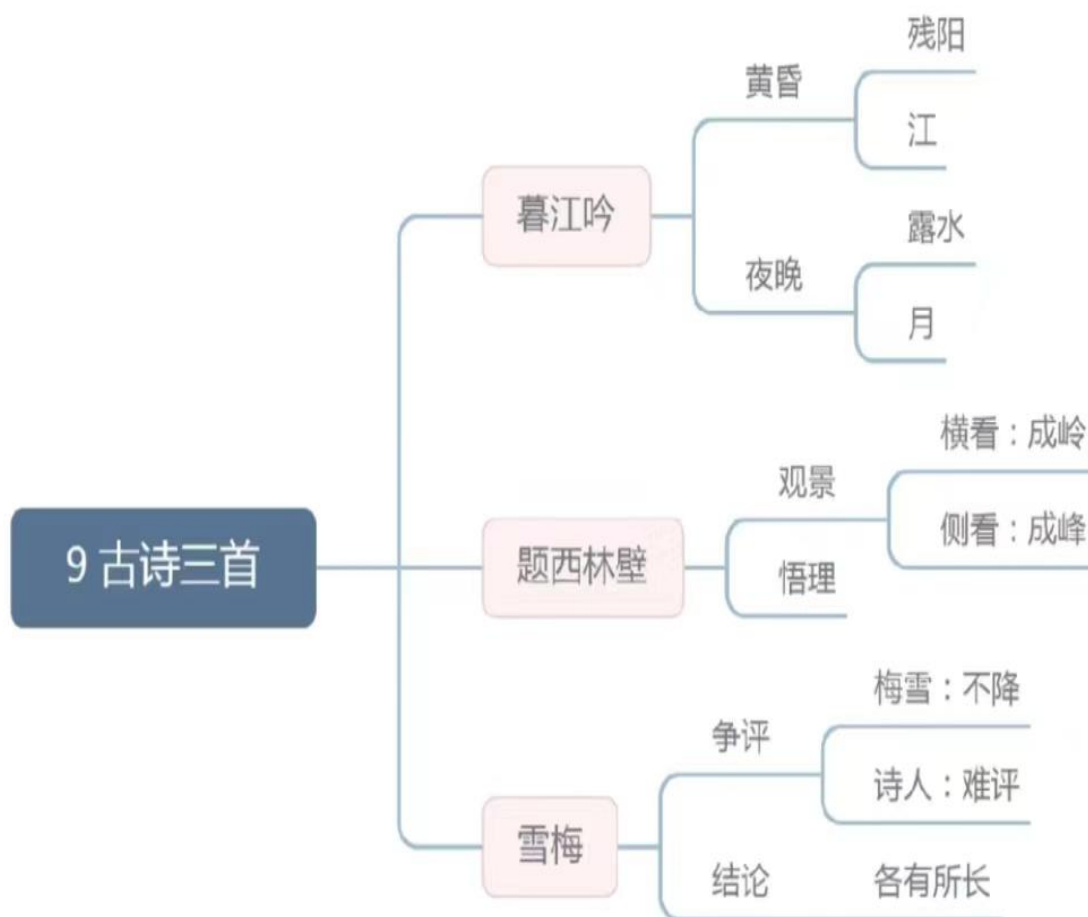 9 古诗三首
暮江吟
黄昏
残阳
江
夜晚
露水
月
题西林壁
观景
横看：成岭
侧看：成峰
悟理
雪梅
争评
梅雪：不降
诗人：难评
结论
各有所长